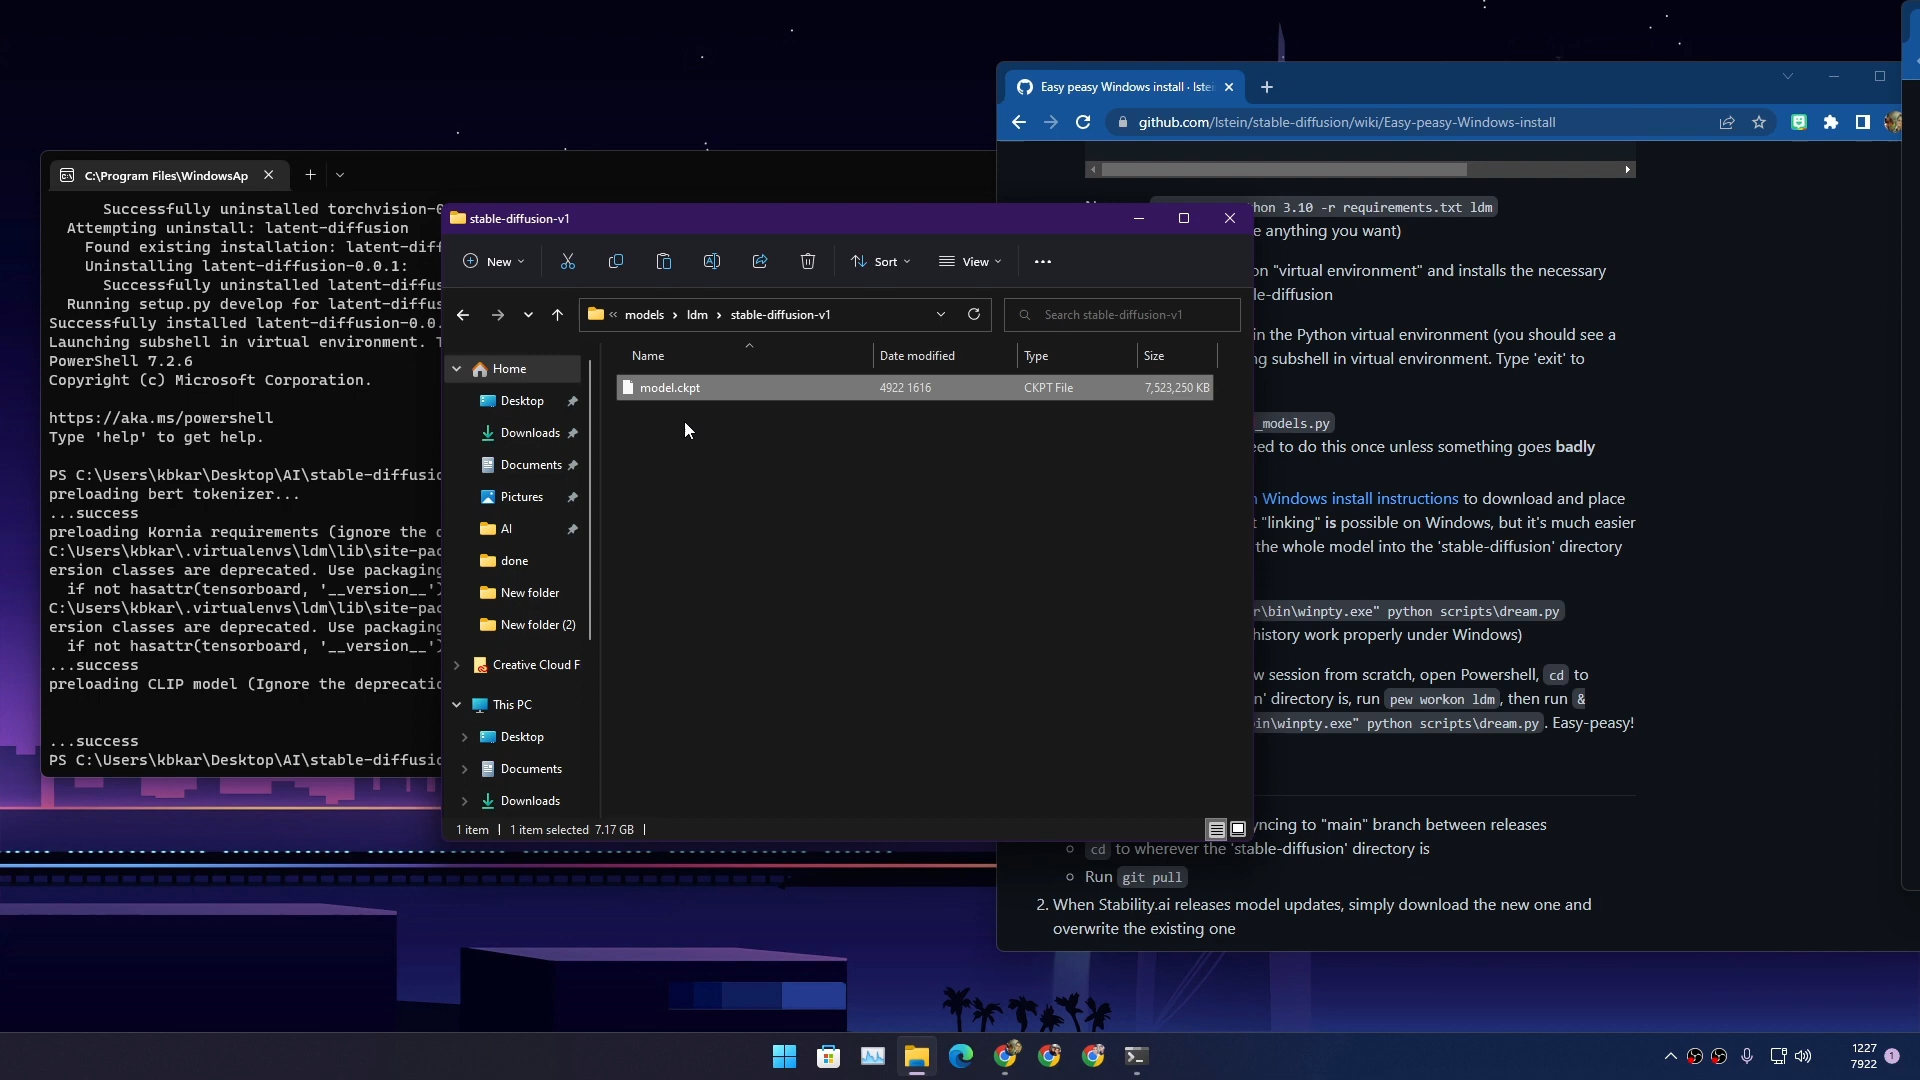 C:\Program Files\WindowsAp
Successfully uninstalled torchvision-0
Attempting uninstall: latent-diffusion
Found existing installation: latent-diff
Uninstalling latent-diffusion-0.0.1:
Successfully uninstalled latent-diffus
Running setup.py develop for latent-diffus
Successfully installed latent-diffusion-0.0.
Launching subshell in virtual environment. T
PowerShell 7.2.6
Copyright (c) Microsoft Corporation.
https://aka.ms/powershell
Type 'help' to get help.
PS C:\Users\kbkar\Desktop\AI\stable-diffusio
preloading bert tokenizer...
...success
preloading Kornia requirements (ignore the d
C:\Users\kbkar\.virtualenvs\ldm\lib\site-pac
ersion classes are deprecated. Use packaging
if not hasattr(tensorboard, '__version__')
C:\Users\kbkar\.virtualenvs\ldm\lib\site-pac
ersion classes are deprecated. Use packaging
if not hasattr(tensorboard, '__version__')
...success
preloading CLIP model (Ignore the deprecatio
...success
PS C:\Users\kbkar\Desktop\AI\stable-diffusio
stable-diffusion-v1
New
Sort
View
models > ldm > stable-diffusion-v1
Search stable-diffusion-v1
Name Date modified Type Size
model.ckpt 4922 1616 CKPT File 7,523,250 KB
Home
Desktop
Downloads
Documents
Pictures
AI
done
New folder
New folder (2)
Creative Cloud F
This PC
Desktop
Documents
Downloads
1 item | 1 item selected 7.17 GB |
Easy peasy Windows install · lstei
github.com/lstein/stable-diffusion/wiki/Easy-peasy-Windows-install
hon 3.10 -r requirements.txt ldm
e anything you want)
on "virtual environment" and installs the necessary
le-diffusion
in the Python virtual environment (you should see a
ng subshell in virtual environment. Type 'exit' to
_models.py
eed to do this once unless something goes badly
Windows install instructions to download and place
t "linking" is possible on Windows, but it's much easier
the whole model into the 'stable-diffusion' directory
r\bin\winpty.exe" python scripts\dream.py
history work properly under Windows)
w session from scratch, open Powershell, cd to
n' directory is, run pew workon ldm, then run &
in\winpty.exe" python scripts\dream.py. Easy-peasy!
yncing to "main" branch between releases
cd to wherever the 'stable-diffusion' directory is
Run git pull
2. When Stability.ai releases model updates, simply download the new one and
overwrite the existing one
1227
7922
1